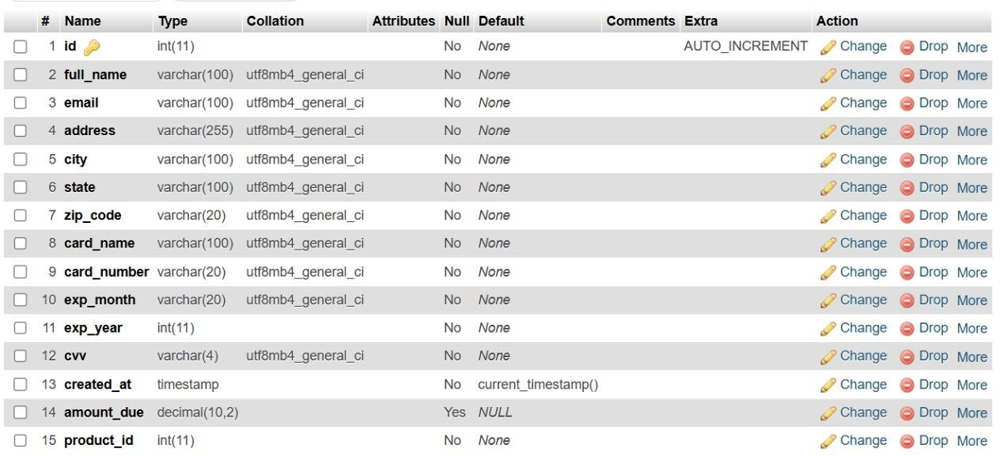 # Name Type Collation Attributes Null Default Comments Extra Action
1 id int(11) No None AUTO_INCREMENT Change Drop More
2 full_name varchar(100) utf8mb4_general_ci No None Change Drop More
3 email varchar(100) utf8mb4_general_ci No None Change Drop More
4 address varchar(255) utf8mb4_general_ci No None Change Drop More
5 city varchar(100) utf8mb4_general_ci No None Change Drop More
6 state varchar(100) utf8mb4_general_ci No None Change Drop More
7 zip_code varchar(20) utf8mb4_general_ci No None Change Drop More
8 card_name varchar(100) utf8mb4_general_ci No None Change Drop More
9 card_number varchar(20) utf8mb4_general_ci No None Change Drop More
10 exp_month varchar(20) utf8mb4_general_ci No None Change Drop More
11 exp_year int(11) No None Change Drop More
12 cvv varchar(4) utf8mb4_general_ci No None Change Drop More
13 created_at timestamp No current_timestamp() Change Drop More
14 amount_due decimal(10,2) Yes NULL Change Drop More
15 product_id int(11) No None Change Drop More